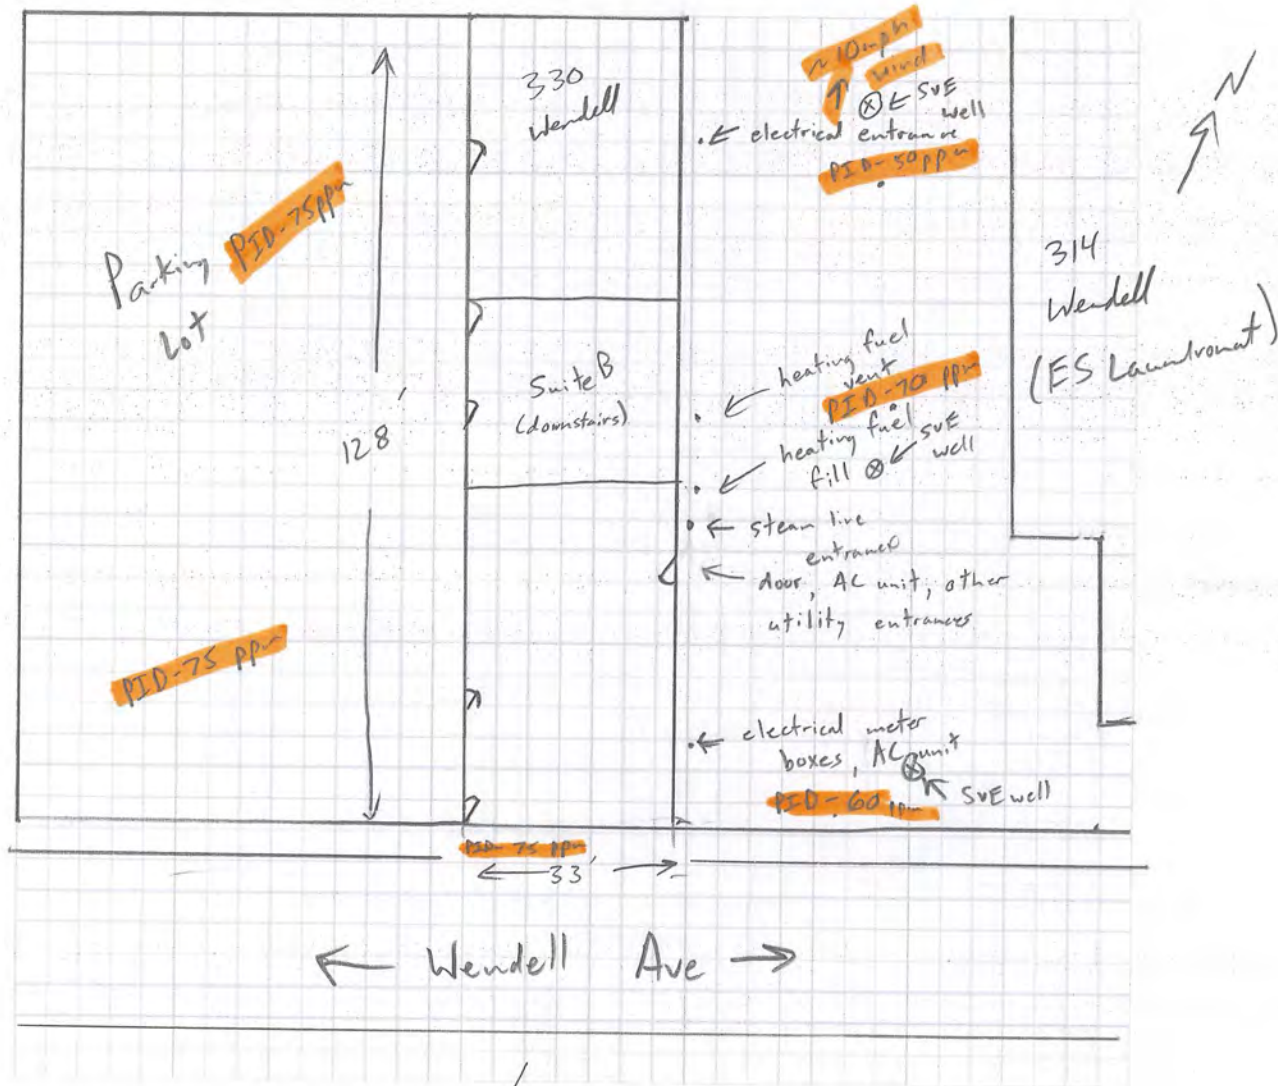 ~10mph
wind
330
Wendell
SVE
well
electrical entrance
PID-50ppm
N
Parking
Lot
PID-75ppm
314
Wendell
(ES Laundromat)
128'
Suite B
(downstairs)
heating fuel
vent
PID-70 ppm
heating fuel
fill
SVE
well
steam line
entrance
door, AC unit, other
utility entrances
PID-75 ppm
electrical meter
boxes, AC unit
SVE well
PID-60 ppm
PID-75 ppm
33'
Wendell Ave